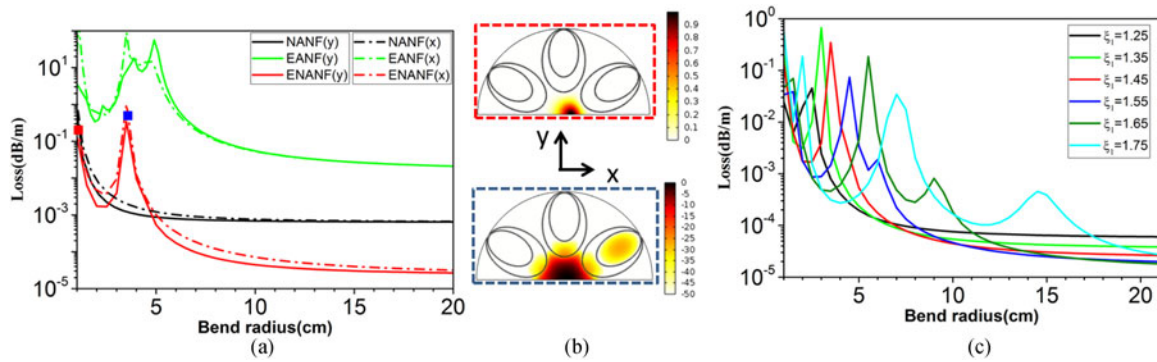 Loss(dB/m)
10¹
10⁻¹
10⁻³
10⁻⁵
NANF(y) NANF(x)
EANF(y) EANF(x)
ENANF(y) ENANF(x)
5 10 15 20
Bend radius(cm)
(a)
0.9
0.8
0.7
0.6
0.5
0.4
0.3
0.2
0.1
0
y
x
0
-5
-10
-15
-20
-25
-30
-35
-40
-45
-50
(b)
Loss(dB/m)
10⁰
10⁻¹
10⁻²
10⁻³
10⁻⁴
10⁻⁵
ξ₁=1.25
ξ₁=1.35
ξ₁=1.45
ξ₁=1.55
ξ₁=1.65
ξ₁=1.75
5 10 15 20
Bend radius(cm)
(c)